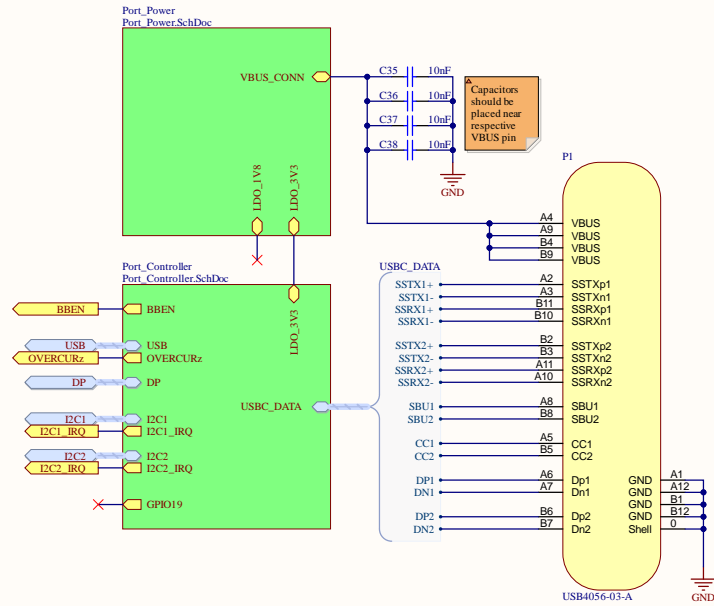 Port_Power
Port_Power.SchDoc
VBUS_CONN
LDO_1V8
LDO_3V3
C35 10nF
C36 10nF
C37 10nF
C38 10nF
Capacitors
should be
placed near
respective
VBUS pin
GND
Port_Controller
Port_Controller.SchDoc
LDO_3V3
BBEN BBEN
USB USB
OVERCURz OVERCURz
DP DP
I2C1 I2C1
I2C1_IRQ I2C1_IRQ
I2C2 I2C2
I2C2_IRQ I2C2_IRQ
GPIO19
USBC_DATA
USBC_DATA
P1
A4 VBUS
A9 VBUS
B4 VBUS
B9 VBUS
SSTX1+ A2 SSTXp1
SSTX1- A3 SSTXn1
SSRX1+ B11 SSRXp1
SSRX1- B10 SSRXn1
SSTX2+ B2 SSTXp2
SSTX2- B3 SSTXn2
SSRX2+ A11 SSRXp2
SSRX2- A10 SSRXn2
SBU1 A8 SBU1
SBU2 B8 SBU2
CC1 A5 CC1
CC2 B5 CC2
DP1 A6 Dp1
DN1 A7 Dn1
DP2 B6 Dp2
DN2 B7 Dn2
GND A1
GND A12
GND B1
GND B12
Shell 0
USB4056-03-A
GND